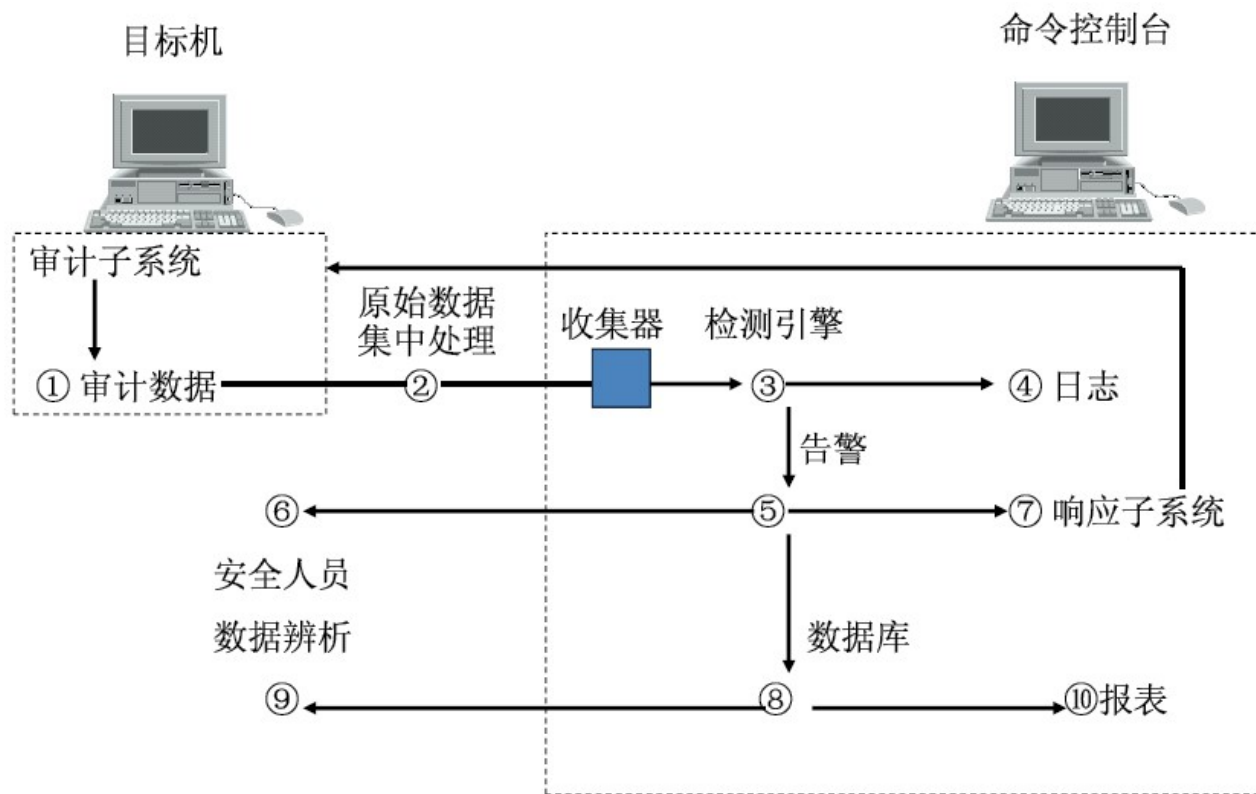 目标机
命令控制台
审计子系统
原始数据
集中处理
收集器
检测引擎
① 审计数据
②
③
④ 日志
告警
⑥
⑤
⑦ 响应子系统
安全人员
数据辨析
数据库
⑨
⑧
⑩报表